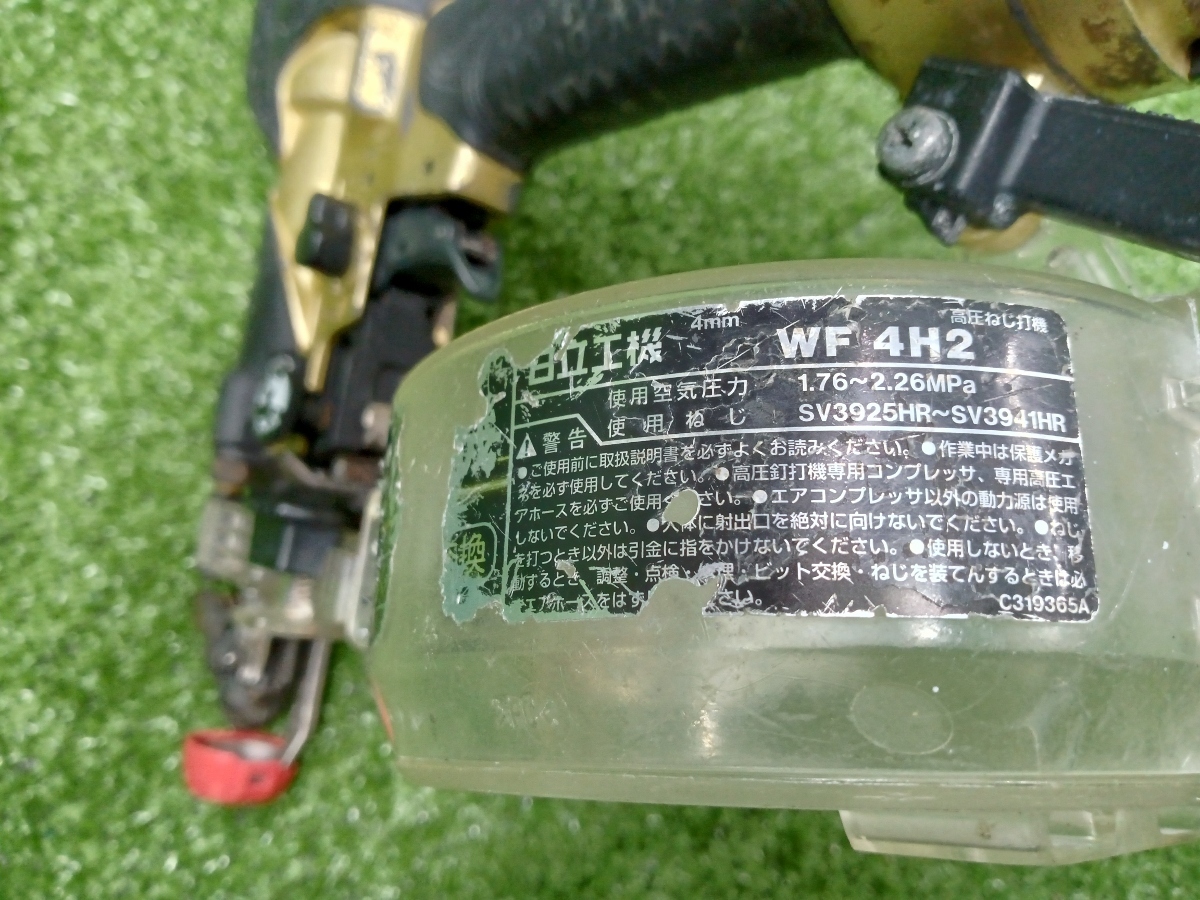 4mm 高圧ねじ打機
日立工機 WF 4H2
使用空気圧力 1.76～2.26MPa
使用ねじ SV3925HR～SV3941HR
警告
●ご使用前に取扱説明書を必ずよくお読みください。●作業中は保護メガ
ネを必ず使用してください。●高圧釘打機専用コンプレッサ、専用高圧エ
アホースを必ずご使用ください。●エアコンプレッサ以外の動力源は使用
しないでください。●人体に射出口を絶対に向けないでください。●ねじ
を打つとき以外は引金に指をかけないでください。●使用しないとき、移
動するとき、調整・点検・修理、ビット交換・ねじを装てんするときは必
ずエアホースをはず さい。
換
C319365A